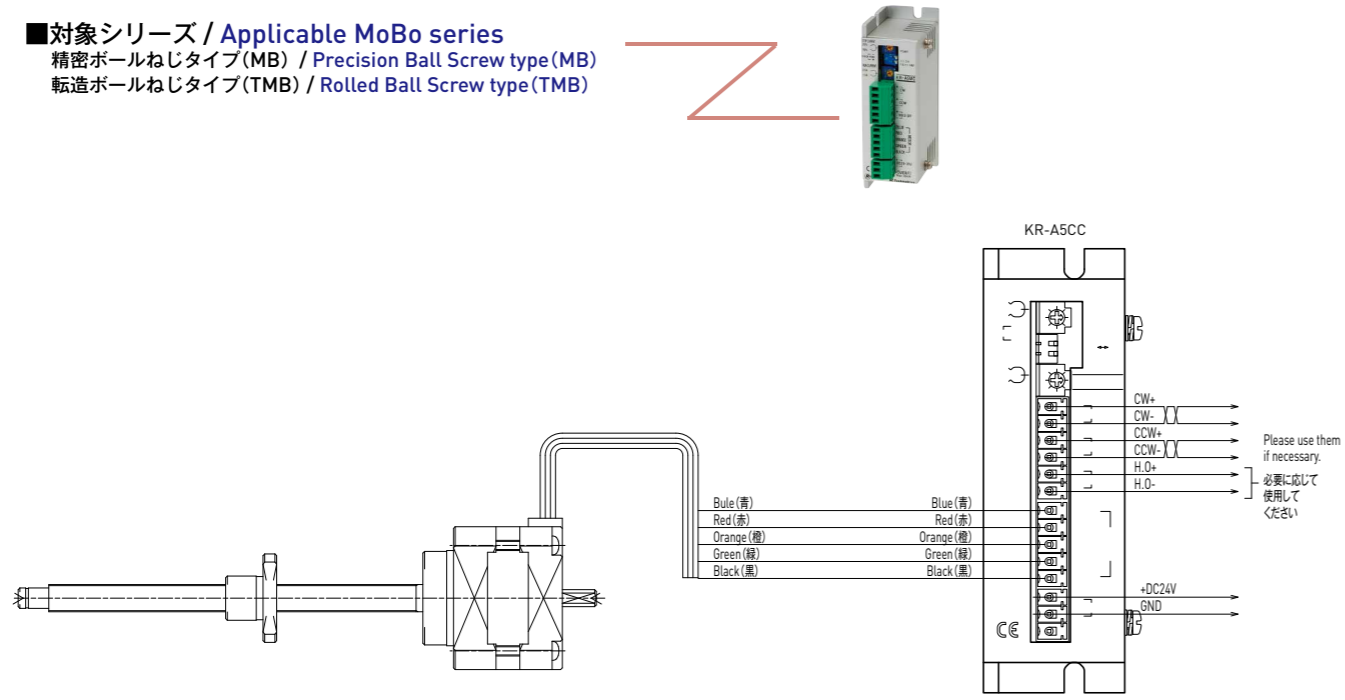 ■対象シリーズ / Applicable MoBo series
精密ボールねじタイプ(MB) / Precision Ball Screw type(MB)
転造ボールねじタイプ(TMB) / Rolled Ball Screw type(TMB)
KR-A5CC
CW+
CW-
CCW+
CCW-
H.O+
H.O-
Please use them
if necessary.
必要に応じて
使用して
ください
Bule(青) Blue(青)
Red(赤) Red(赤)
Orange(橙) Orange(橙)
Green(緑) Green(緑)
Black(黒) Black(黒)
+DC24V
GND
CE